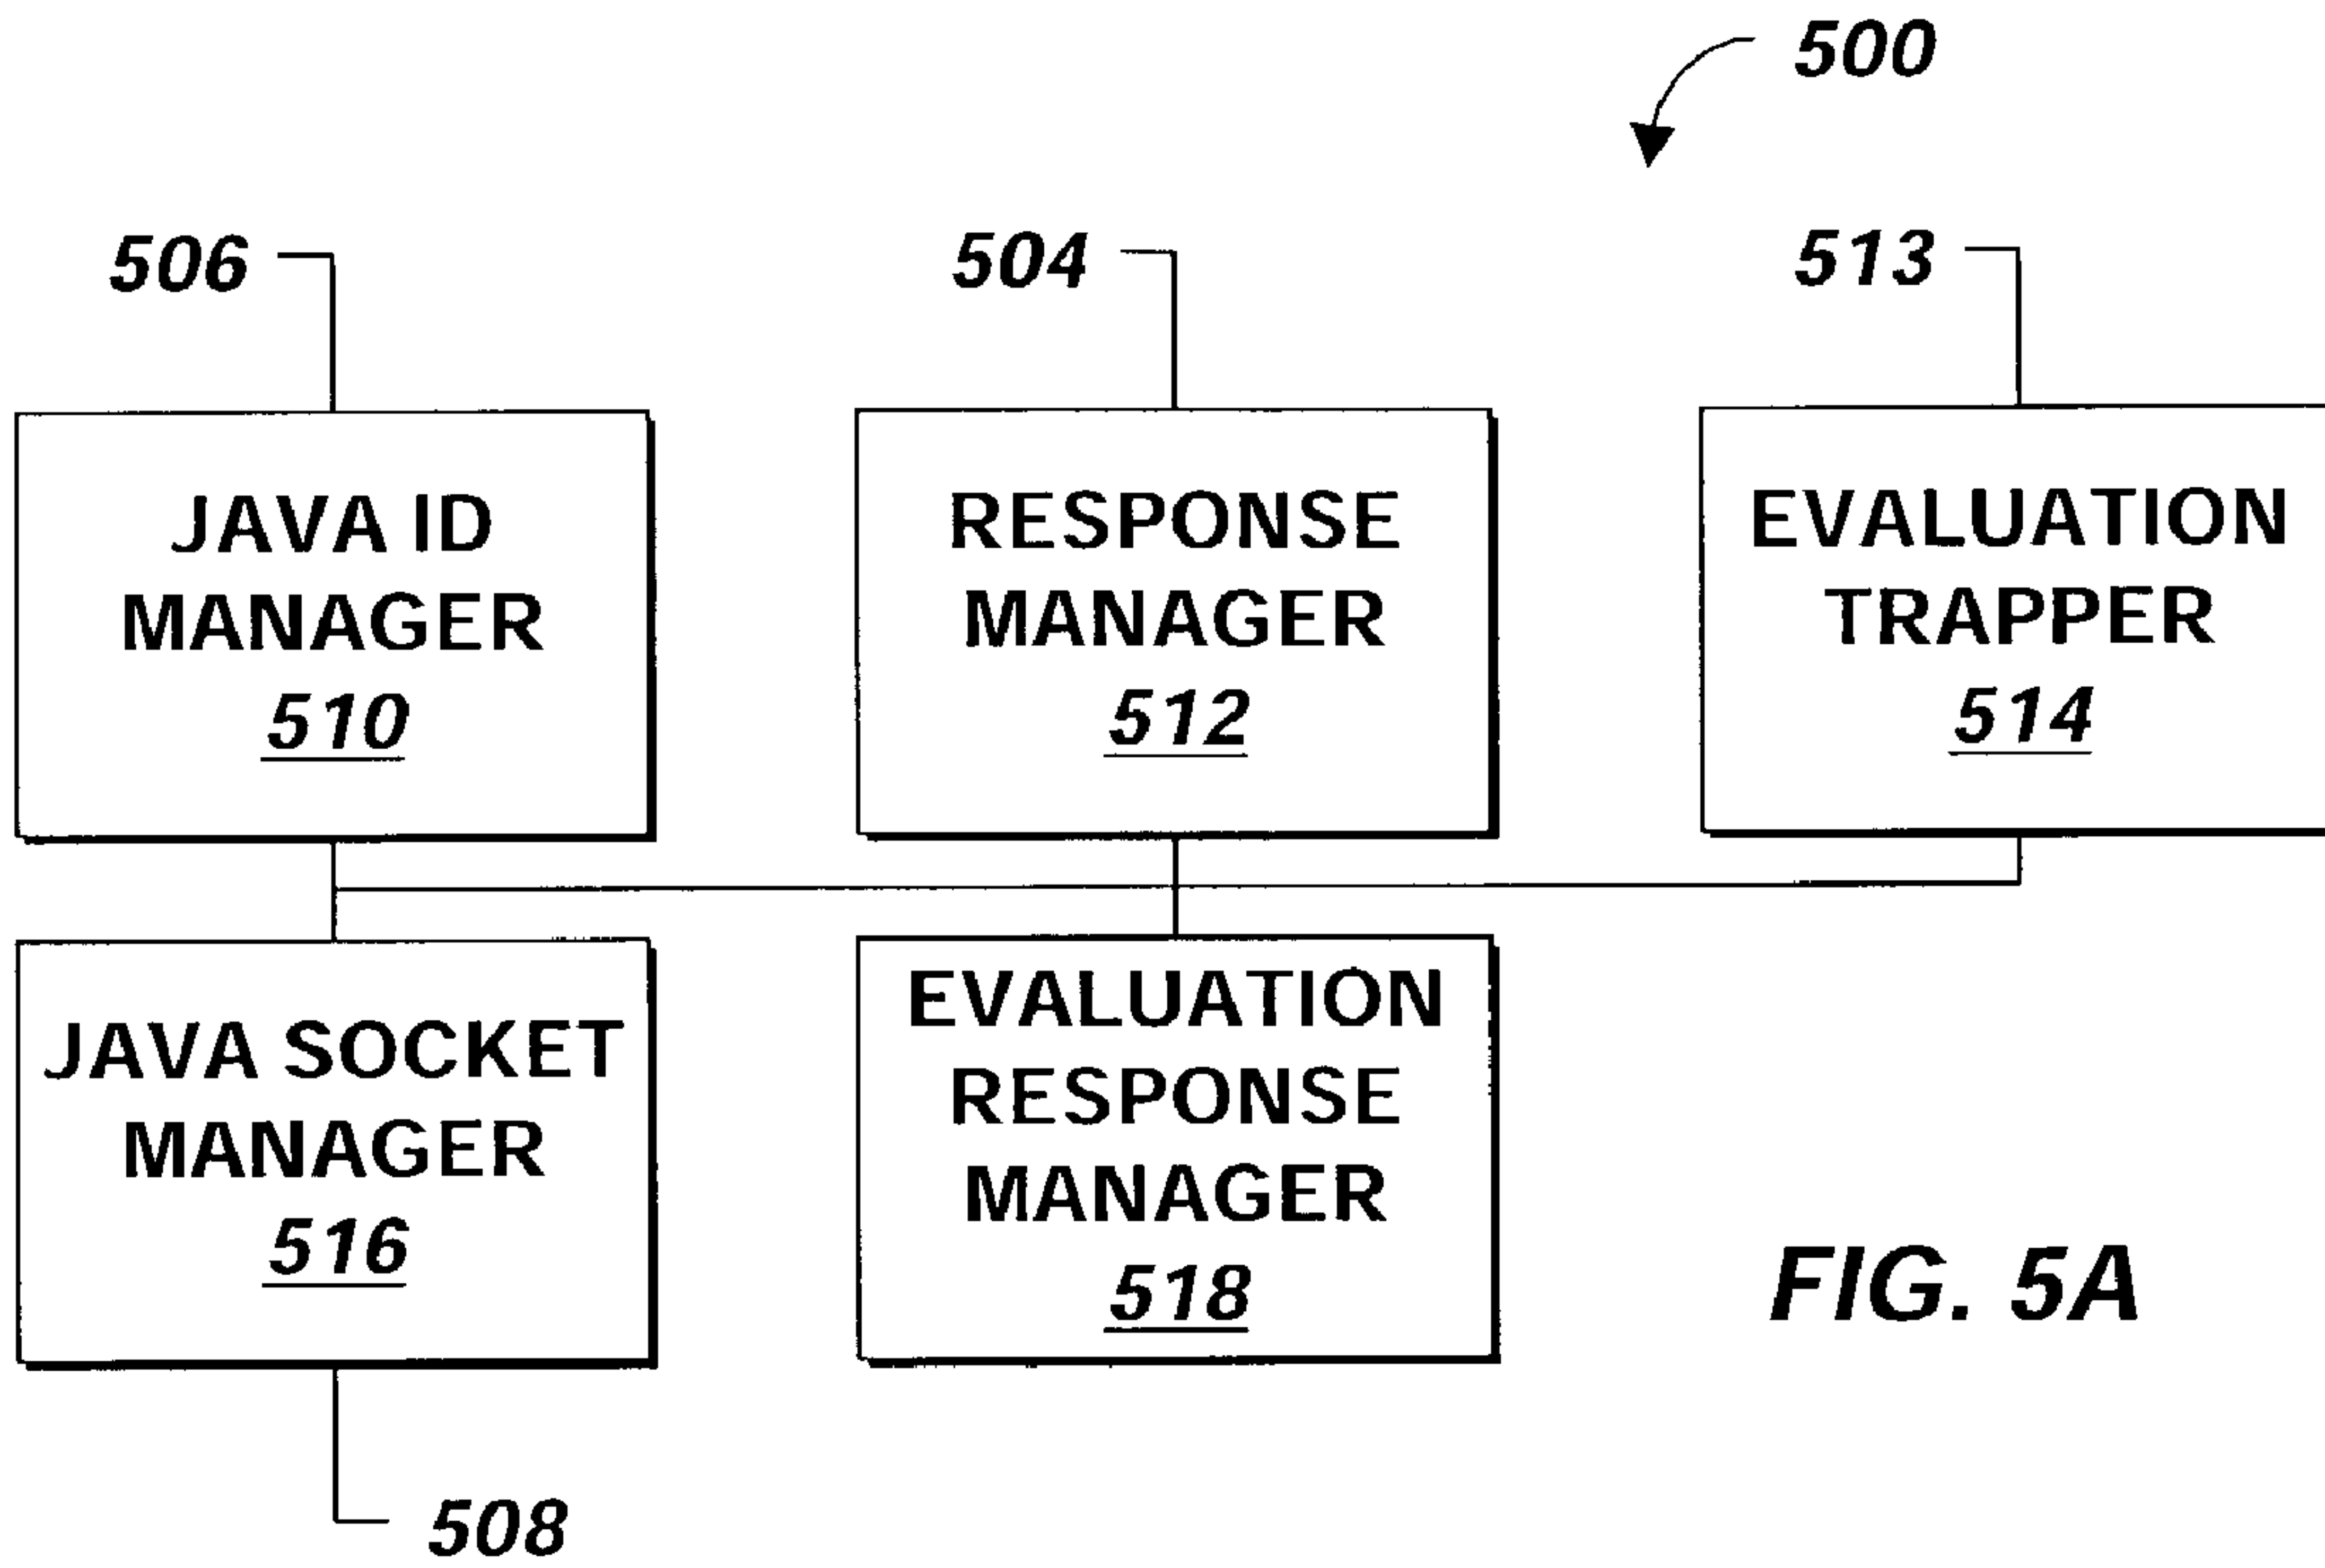 500
506
504
513
JAVA ID
MANAGER
510
RESPONSE
MANAGER
512
EVALUATION
TRAPPER
514
JAVA SOCKET
MANAGER
516
EVALUATION
RESPONSE
MANAGER
518
FIG. 5A
508